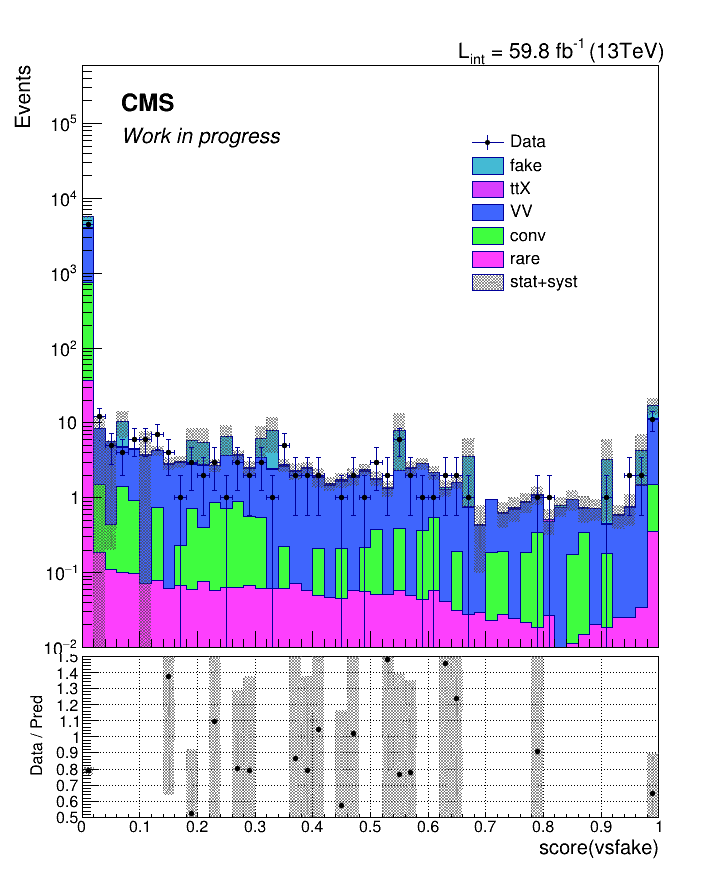 L_int = 59.8 fb^-1 (13TeV)
Events
CMS
Work in progress
Data
fake
ttX
VV
conv
rare
stat+syst
10^5
10^4
10^3
10^2
10
1
10^−1
10^−2
Data / Pred
1.5
1.4
1.3
1.2
1.1
1
0.9
0.8
0.7
0.6
0.5
0 0.1 0.2 0.3 0.4 0.5 0.6 0.7 0.8 0.9 1
score(vsfake)